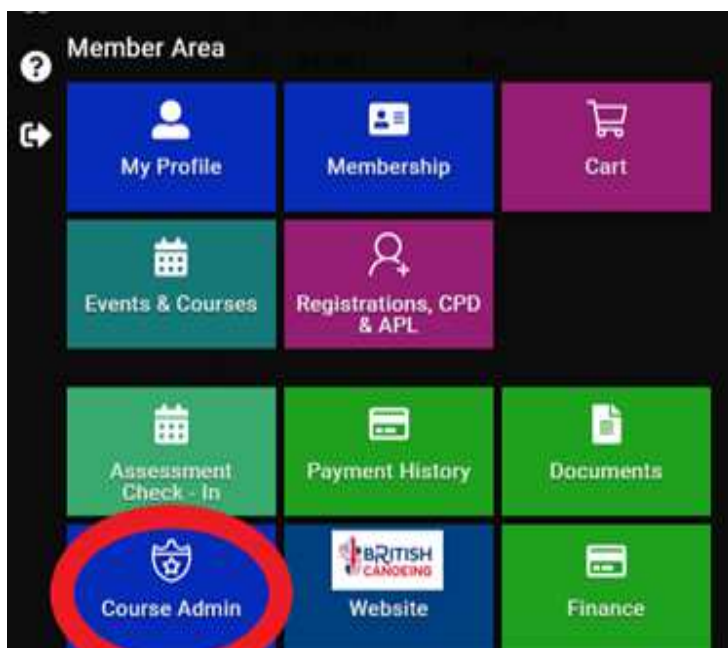 Member Area
?
My Profile
Membership
Cart
Events & Courses
Registrations, CPD
& APL
Assessment
Check - In
Payment History
Documents
BRITISH
CANOEING
Course Admin
Website
Finance